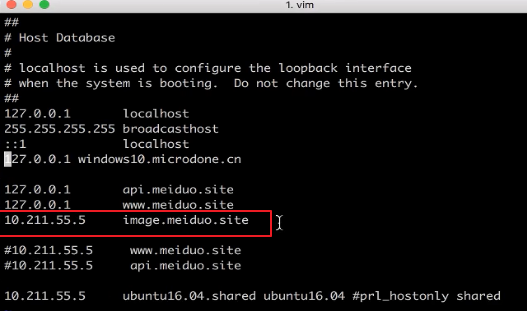 1. vim
##
# Host Database
#
# localhost is used to configure the loopback interface
# when the system is booting.  Do not change this entry.
##
127.0.0.1       localhost
255.255.255.255 broadcasthost
::1             localhost
127.0.0.1 windows10.microdone.cn
127.0.0.1       api.meiduo.site
127.0.0.1       www.meiduo.site
10.211.55.5     image.meiduo.site
#10.211.55.5     www.meiduo.site
#10.211.55.5     api.meiduo.site
10.211.55.5     ubuntu16.04.shared ubuntu16.04 #prl_hostonly shared